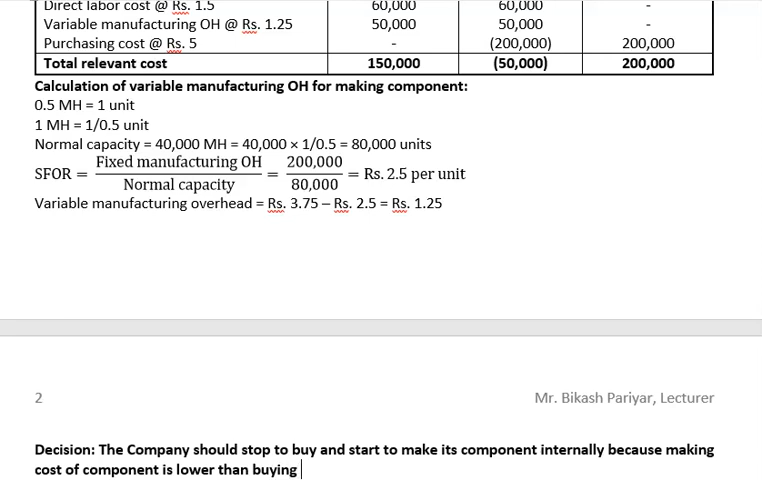 Direct labor cost @ Rs. 1.5 60,000 60,000 -
Variable manufacturing OH @ Rs. 1.25 50,000 50,000 -
Purchasing cost @ Rs. 5 - (200,000) 200,000
Total relevant cost 150,000 (50,000) 200,000
Calculation of variable manufacturing OH for making component:
0.5 MH = 1 unit
1 MH = 1/0.5 unit
Normal capacity = 40,000 MH = 40,000 × 1/0.5 = 80,000 units
SFOR = Fixed manufacturing OH / Normal capacity = 200,000 / 80,000 = Rs. 2.5 per unit
Variable manufacturing overhead = Rs. 3.75 – Rs. 2.5 = Rs. 1.25
2 Mr. Bikash Pariyar, Lecturer
Decision: The Company should stop to buy and start to make its component internally because making
cost of component is lower than buying